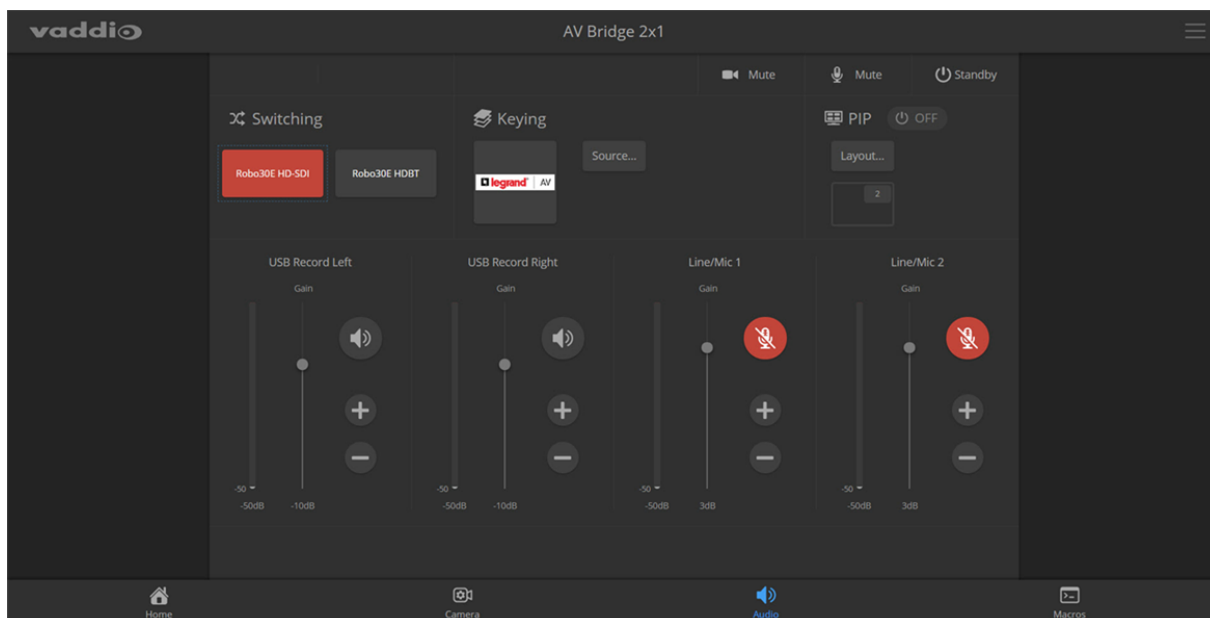 vaddio
AV Bridge 2x1
Mute
Mute
Standby
Switching
Keying
PIP
OFF
Robo30E HD-SDI
Robo30E HDBT
legrand
AV
Source...
Layout...
2
USB Record Left
USB Record Right
Line/Mic 1
Line/Mic 2
Gain
Gain
Gain
Gain
-50
-50
-50
-50
-50dB
-10dB
-50dB
-10dB
-50dB
3dB
-50dB
3dB
Home
Camera
Audio
Macros